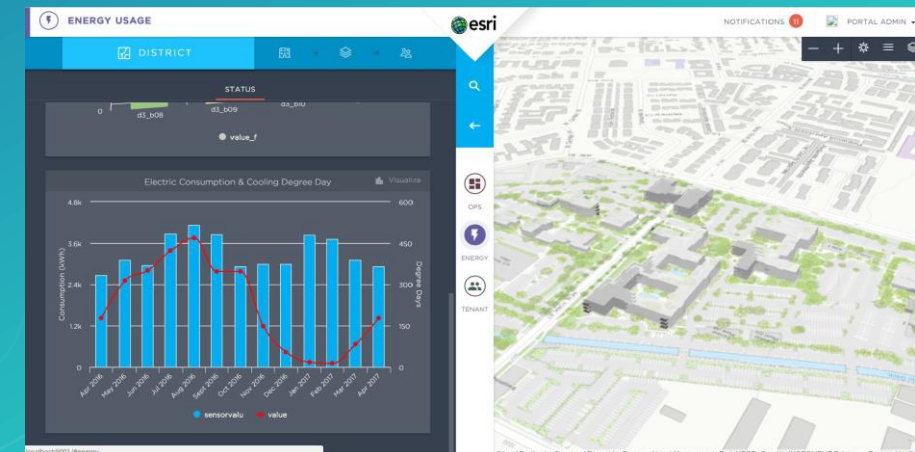 ENERGY USAGE
esri
NOTIFICATIONS 11
PORTAL ADMIN
DISTRICT
STATUS
0
d3_b08
d3_b09
d3_b10
value_f
Electric Consumption & Cooling Degree Day
Visualize
4.8k
3.6k
2.4k
1.2k
0
Consumption (kWh)
600
450
300
150
0
Degree Days
Apr 2016
May 2016
Jun 2016
Jul 2016
Aug 2016
Sept 2016
Oct 2016
Nov 2016
Dec 2016
Jan 2017
Feb 2017
Mar 2017
Apr 2017
sensorvalu
value
OPS
ENERGY
TENANT